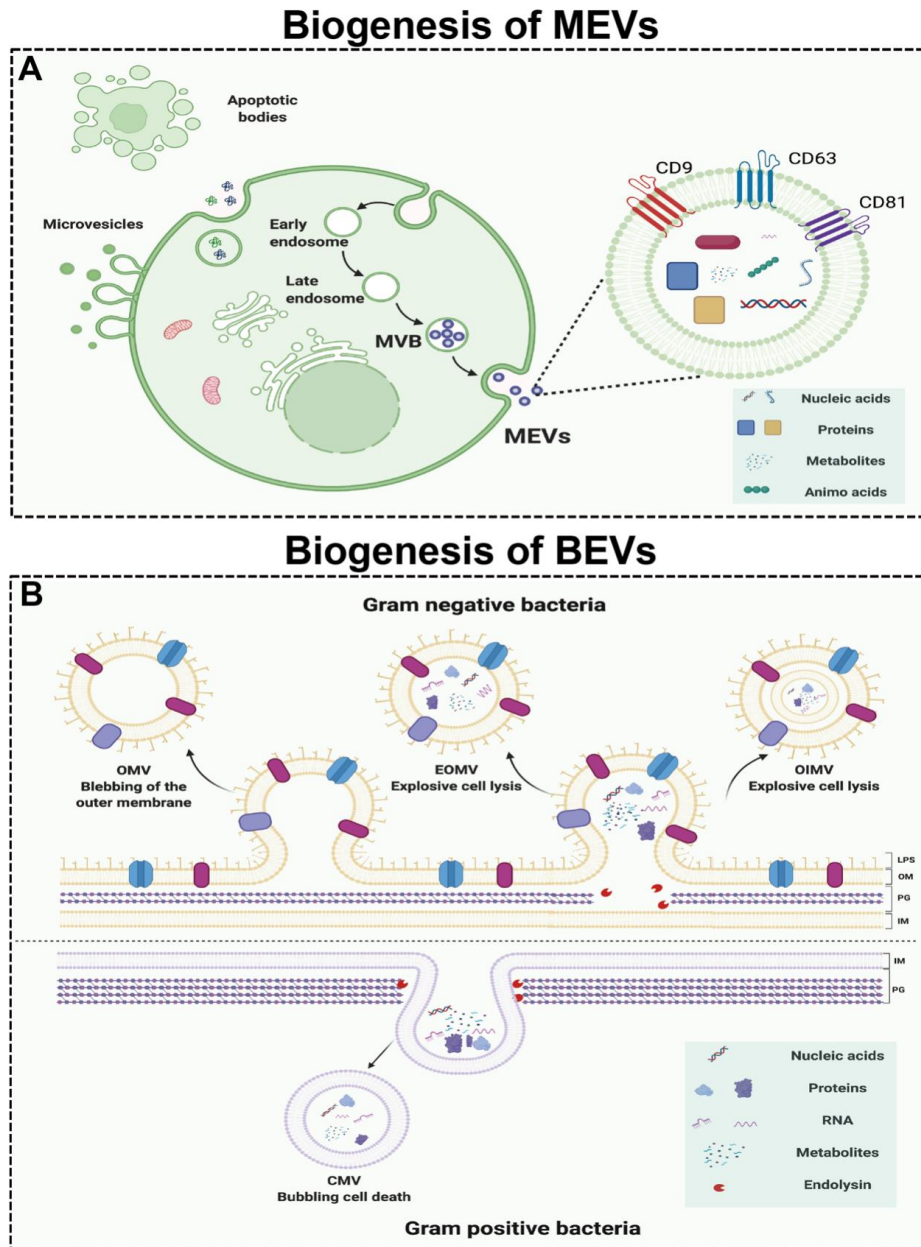 Biogenesis of MEVs
A
Apoptotic
bodies
Microvesicles
Early
endosome
Late
endosome
MVB
MEVs
CD9
CD63
CD81
Nucleic acids
Proteins
Metabolites
Animo acids
Biogenesis of BEVs
B
Gram negative bacteria
OMV
Blebbing of the
outer membrane
EOMV
Explosive cell lysis
OIMV
Explosive cell lysis
LPS
OM
PG
IM
IM
PG
CMV
Bubbling cell death
Nucleic acids
Proteins
RNA
Metabolites
Endolysin
Gram positive bacteria